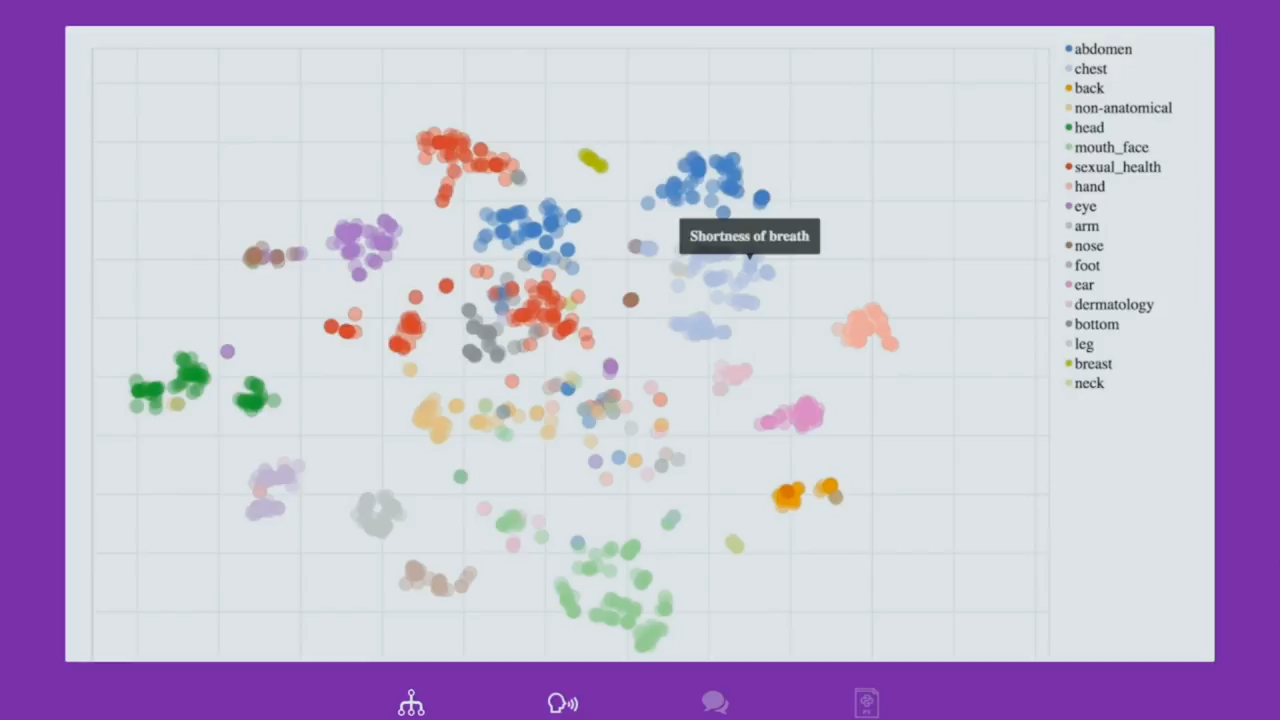 abdomen
chest
back
non-anatomical
head
mouth_face
sexual_health
hand
eye
arm
nose
foot
ear
dermatology
bottom
leg
breast
neck
Shortness of breath